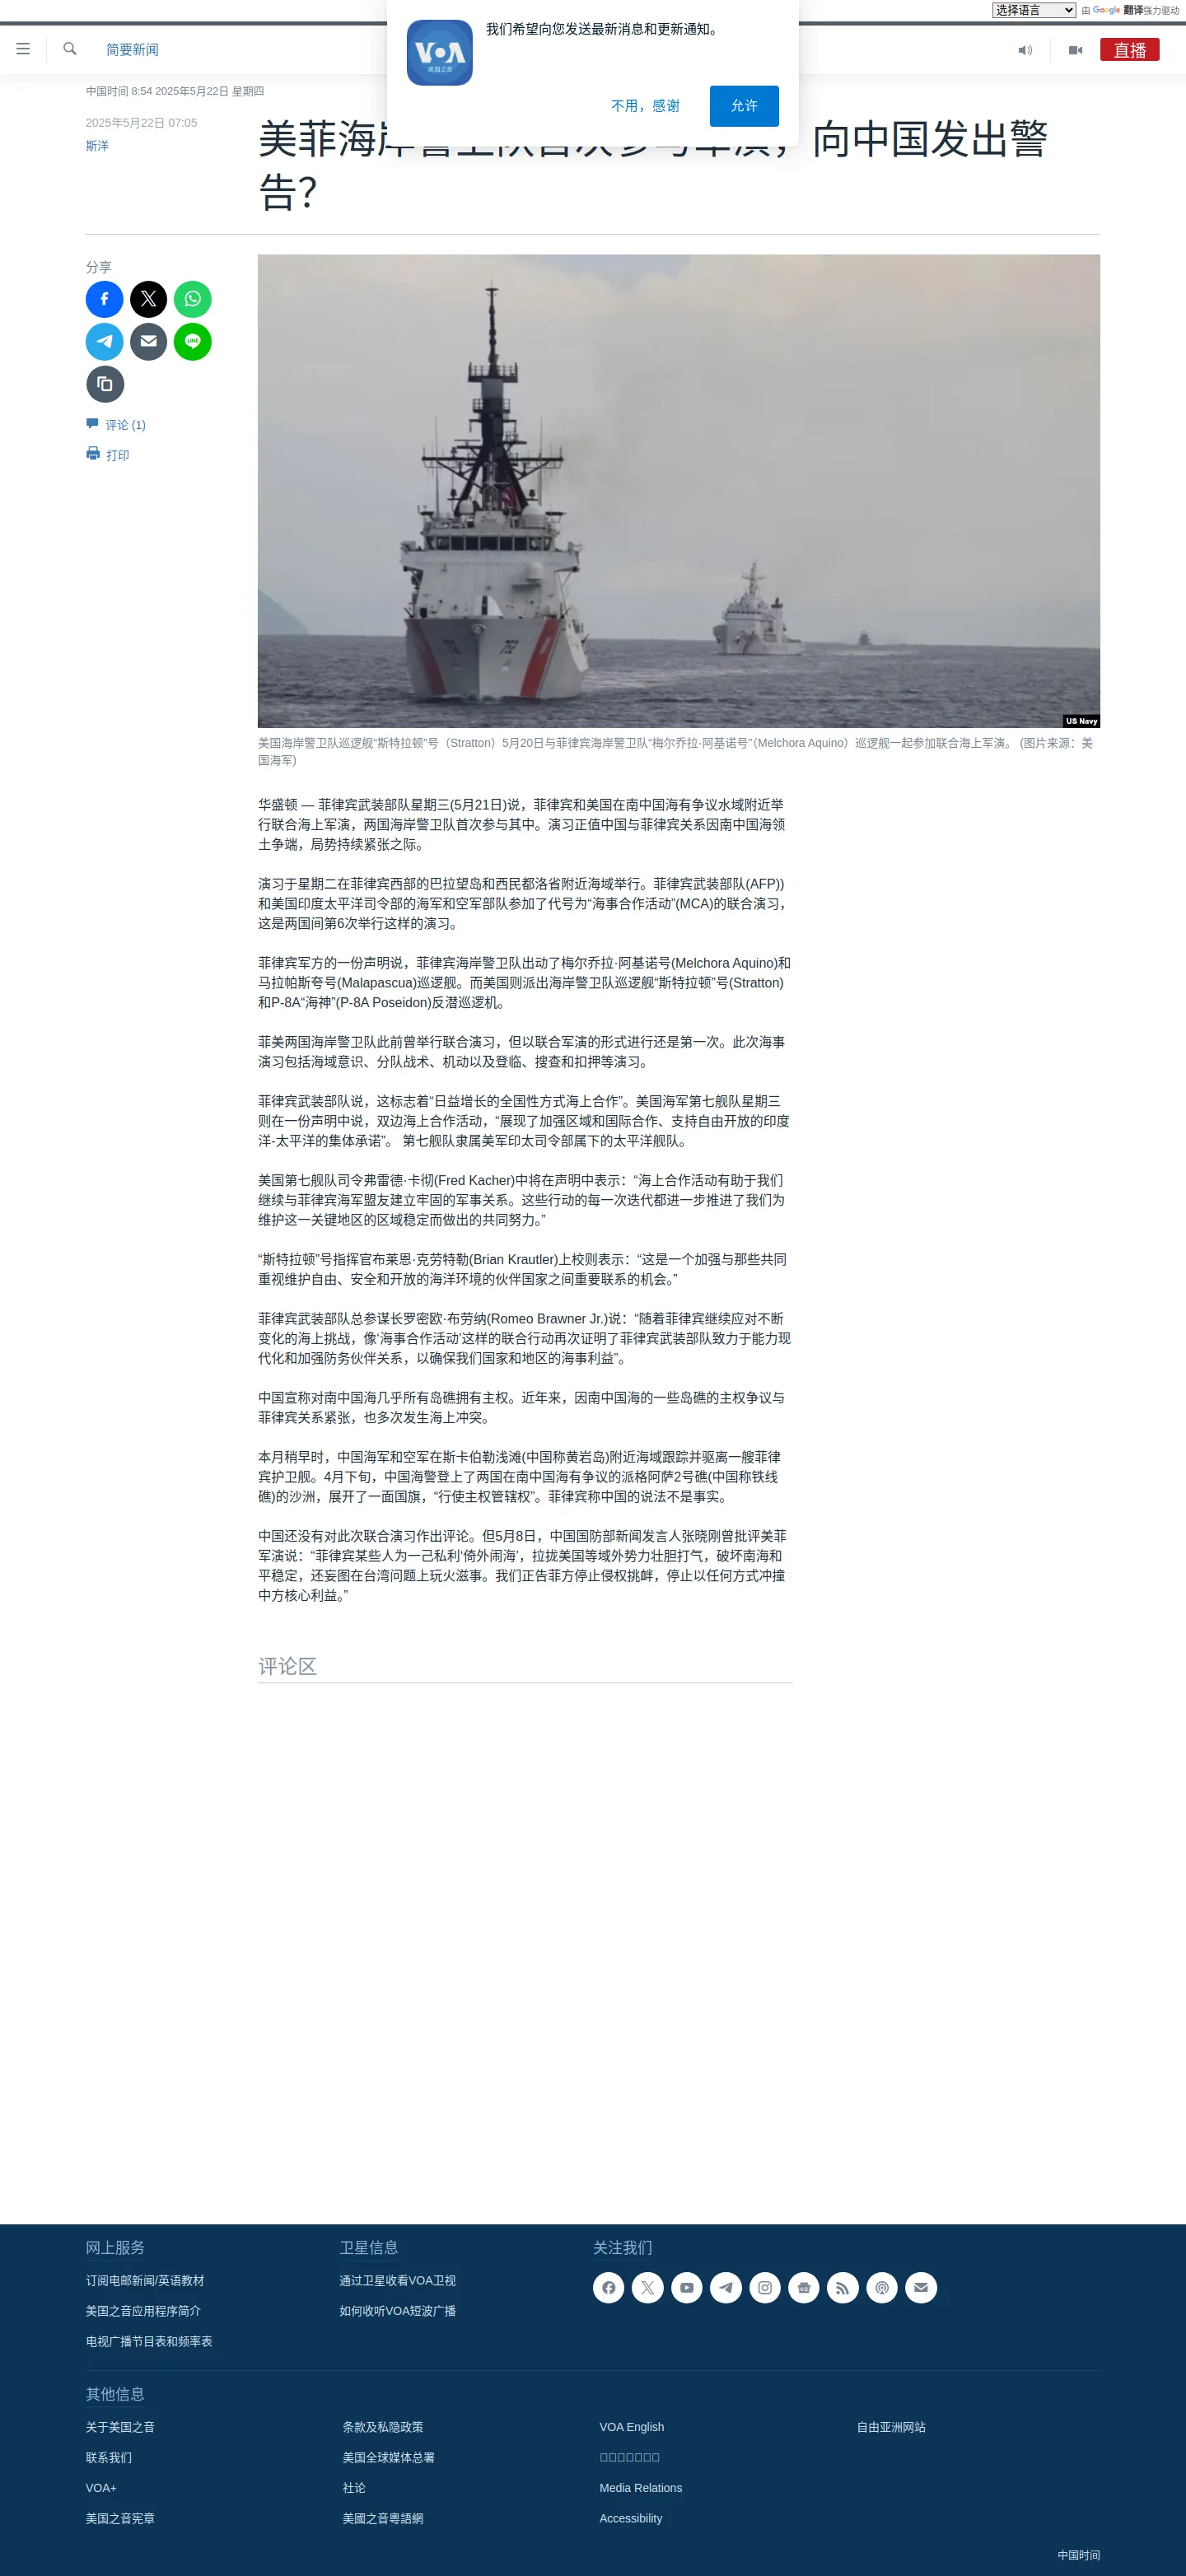 选择语言 由 Google 翻译强力驱动
我们希望向您发送最新消息和更新通知。
VOA
美国之音
不用，感谢
允许
简要新闻
直播
中国时间 8:54 2025年5月22日 星期四
2025年5月22日 07:05
斯洋
美菲海岸警卫队首次参与军演，向中国发出警
告？
分享
评论 (1)
打印
US Navy
美国海岸警卫队巡逻舰“斯特拉顿”号（Stratton）5月20日与菲律宾海岸警卫队“梅尔乔拉·阿基诺号”（Melchora Aquino）巡逻舰一起参加联合海上军演。 (图片来源：美
国海军)
华盛顿 — 菲律宾武装部队星期三(5月21日)说，菲律宾和美国在南中国海有争议水域附近举
行联合海上军演，两国海岸警卫队首次参与其中。演习正值中国与菲律宾关系因南中国海领
土争端，局势持续紧张之际。
演习于星期二在菲律宾西部的巴拉望岛和西民都洛省附近海域举行。菲律宾武装部队(AFP))
和美国印度太平洋司令部的海军和空军部队参加了代号为“海事合作活动”(MCA)的联合演习，
这是两国间第6次举行这样的演习。
菲律宾军方的一份声明说，菲律宾海岸警卫队出动了梅尔乔拉·阿基诺号(Melchora Aquino)和
马拉帕斯夸号(Malapascua)巡逻舰。而美国则派出海岸警卫队巡逻舰“斯特拉顿”号(Stratton)
和P-8A“海神”(P-8A Poseidon)反潜巡逻机。
菲美两国海岸警卫队此前曾举行联合演习，但以联合军演的形式进行还是第一次。此次海事
演习包括海域意识、分队战术、机动以及登临、搜查和扣押等演习。
菲律宾武装部队说，这标志着“日益增长的全国性方式海上合作”。美国海军第七舰队星期三
则在一份声明中说，双边海上合作活动，“展现了加强区域和国际合作、支持自由开放的印度
洋-太平洋的集体承诺”。 第七舰队隶属美军印太司令部属下的太平洋舰队。
美国第七舰队司令弗雷德·卡彻(Fred Kacher)中将在声明中表示：“海上合作活动有助于我们
继续与菲律宾海军盟友建立牢固的军事关系。这些行动的每一次迭代都进一步推进了我们为
维护这一关键地区的区域稳定而做出的共同努力。”
“斯特拉顿”号指挥官布莱恩·克劳特勒(Brian Krautler)上校则表示：“这是一个加强与那些共同
重视维护自由、安全和开放的海洋环境的伙伴国家之间重要联系的机会。”
菲律宾武装部队总参谋长罗密欧·布劳纳(Romeo Brawner Jr.)说：“随着菲律宾继续应对不断
变化的海上挑战，像‘海事合作活动’这样的联合行动再次证明了菲律宾武装部队致力于能力现
代化和加强防务伙伴关系，以确保我们国家和地区的海事利益”。
中国宣称对南中国海几乎所有岛礁拥有主权。近年来，因南中国海的一些岛礁的主权争议与
菲律宾关系紧张，也多次发生海上冲突。
本月稍早时，中国海军和空军在斯卡伯勒浅滩(中国称黄岩岛)附近海域跟踪并驱离一艘菲律
宾护卫舰。4月下旬，中国海警登上了两国在南中国海有争议的派格阿萨2号礁(中国称铁线
礁)的沙洲，展开了一面国旗，“行使主权管辖权”。菲律宾称中国的说法不是事实。
中国还没有对此次联合演习作出评论。但5月8日，中国国防部新闻发言人张晓刚曾批评美菲
军演说：“菲律宾某些人为一己私利‘倚外闹海’，拉拢美国等域外势力壮胆打气，破坏南海和
平稳定，还妄图在台湾问题上玩火滋事。我们正告菲方停止侵权挑衅，停止以任何方式冲撞
中方核心利益。”
评论区
网上服务
订阅电邮新闻/英语教材
美国之音应用程序简介
电视广播节目表和频率表
卫星信息
通过卫星收看VOA卫视
如何收听VOA短波广播
关注我们
其他信息
关于美国之音
联系我们
VOA+
美国之音宪章
条款及私隐政策
美国全球媒体总署
社论
美國之音粵語網
VOA English
Media Relations
Accessibility
自由亚洲网站
中国时间